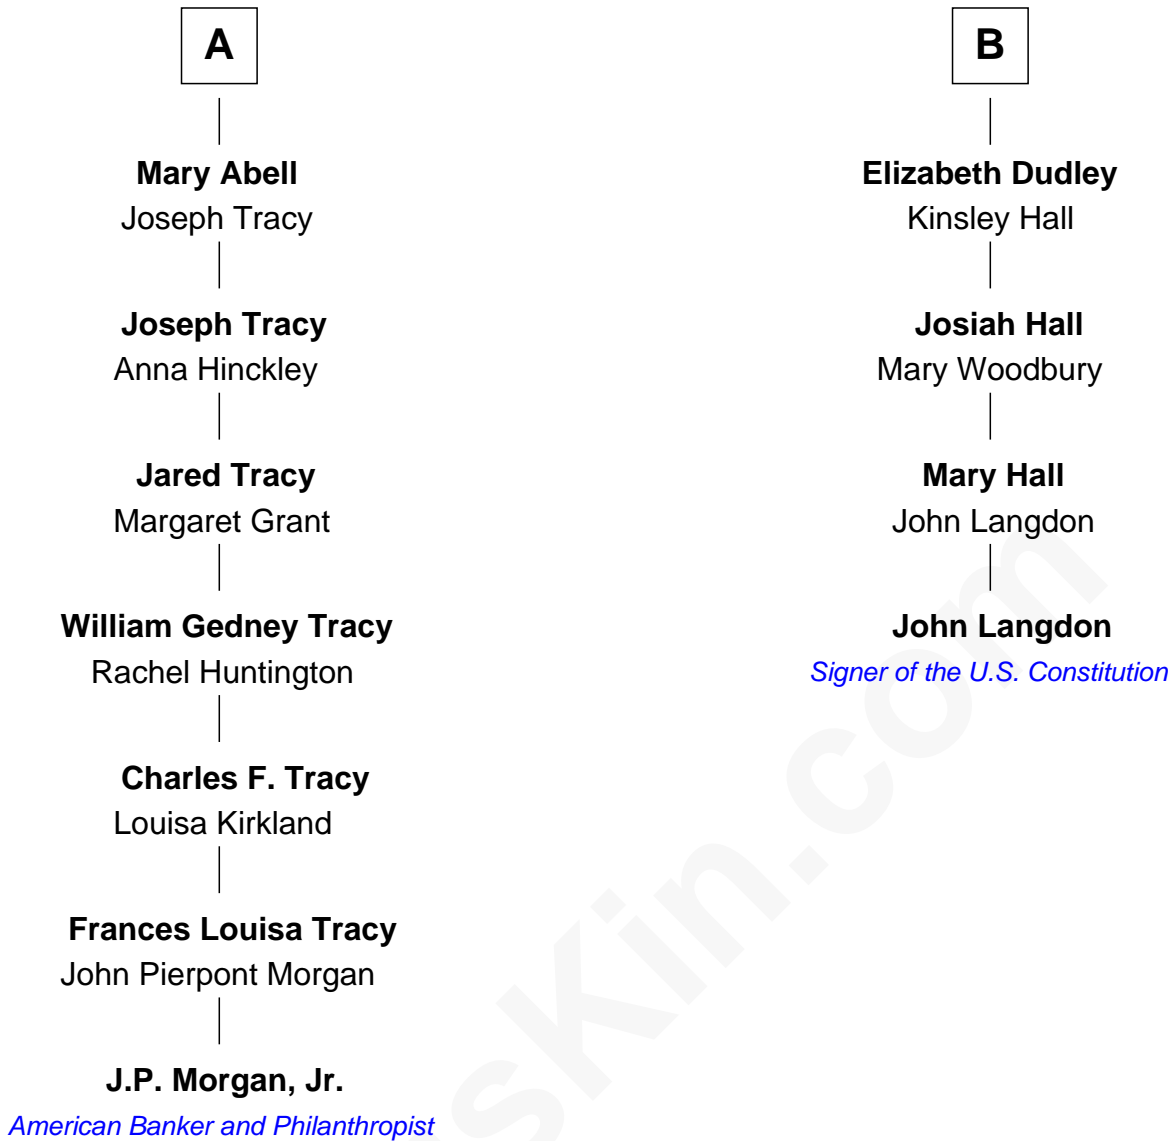 A
Mary Abell
Joseph Tracy
Joseph Tracy
Anna Hinckley
Jared Tracy
Margaret Grant
William Gedney Tracy
Rachel Huntington
Charles F. Tracy
Louisa Kirkland
Frances Louisa Tracy
John Pierpont Morgan
J.P. Morgan, Jr.
American Banker and Philanthropist
B
Elizabeth Dudley
Kinsley Hall
Josiah Hall
Mary Woodbury
Mary Hall
John Langdon
John Langdon
Signer of the U.S. Constitution
sKin.com